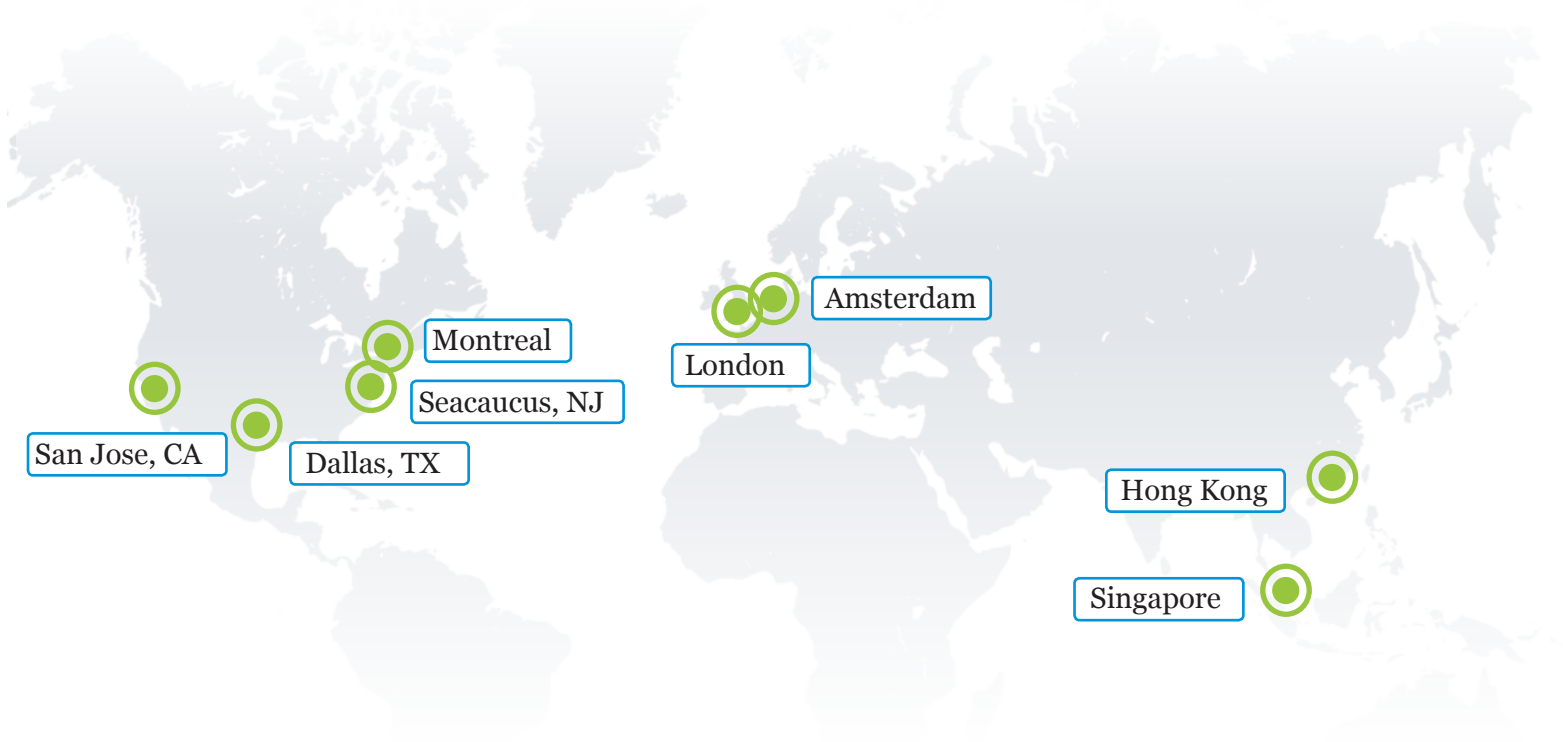 Amsterdam
Montreal
London
Seacaucus, NJ
San Jose, CA
Dallas, TX
Hong Kong
Singapore